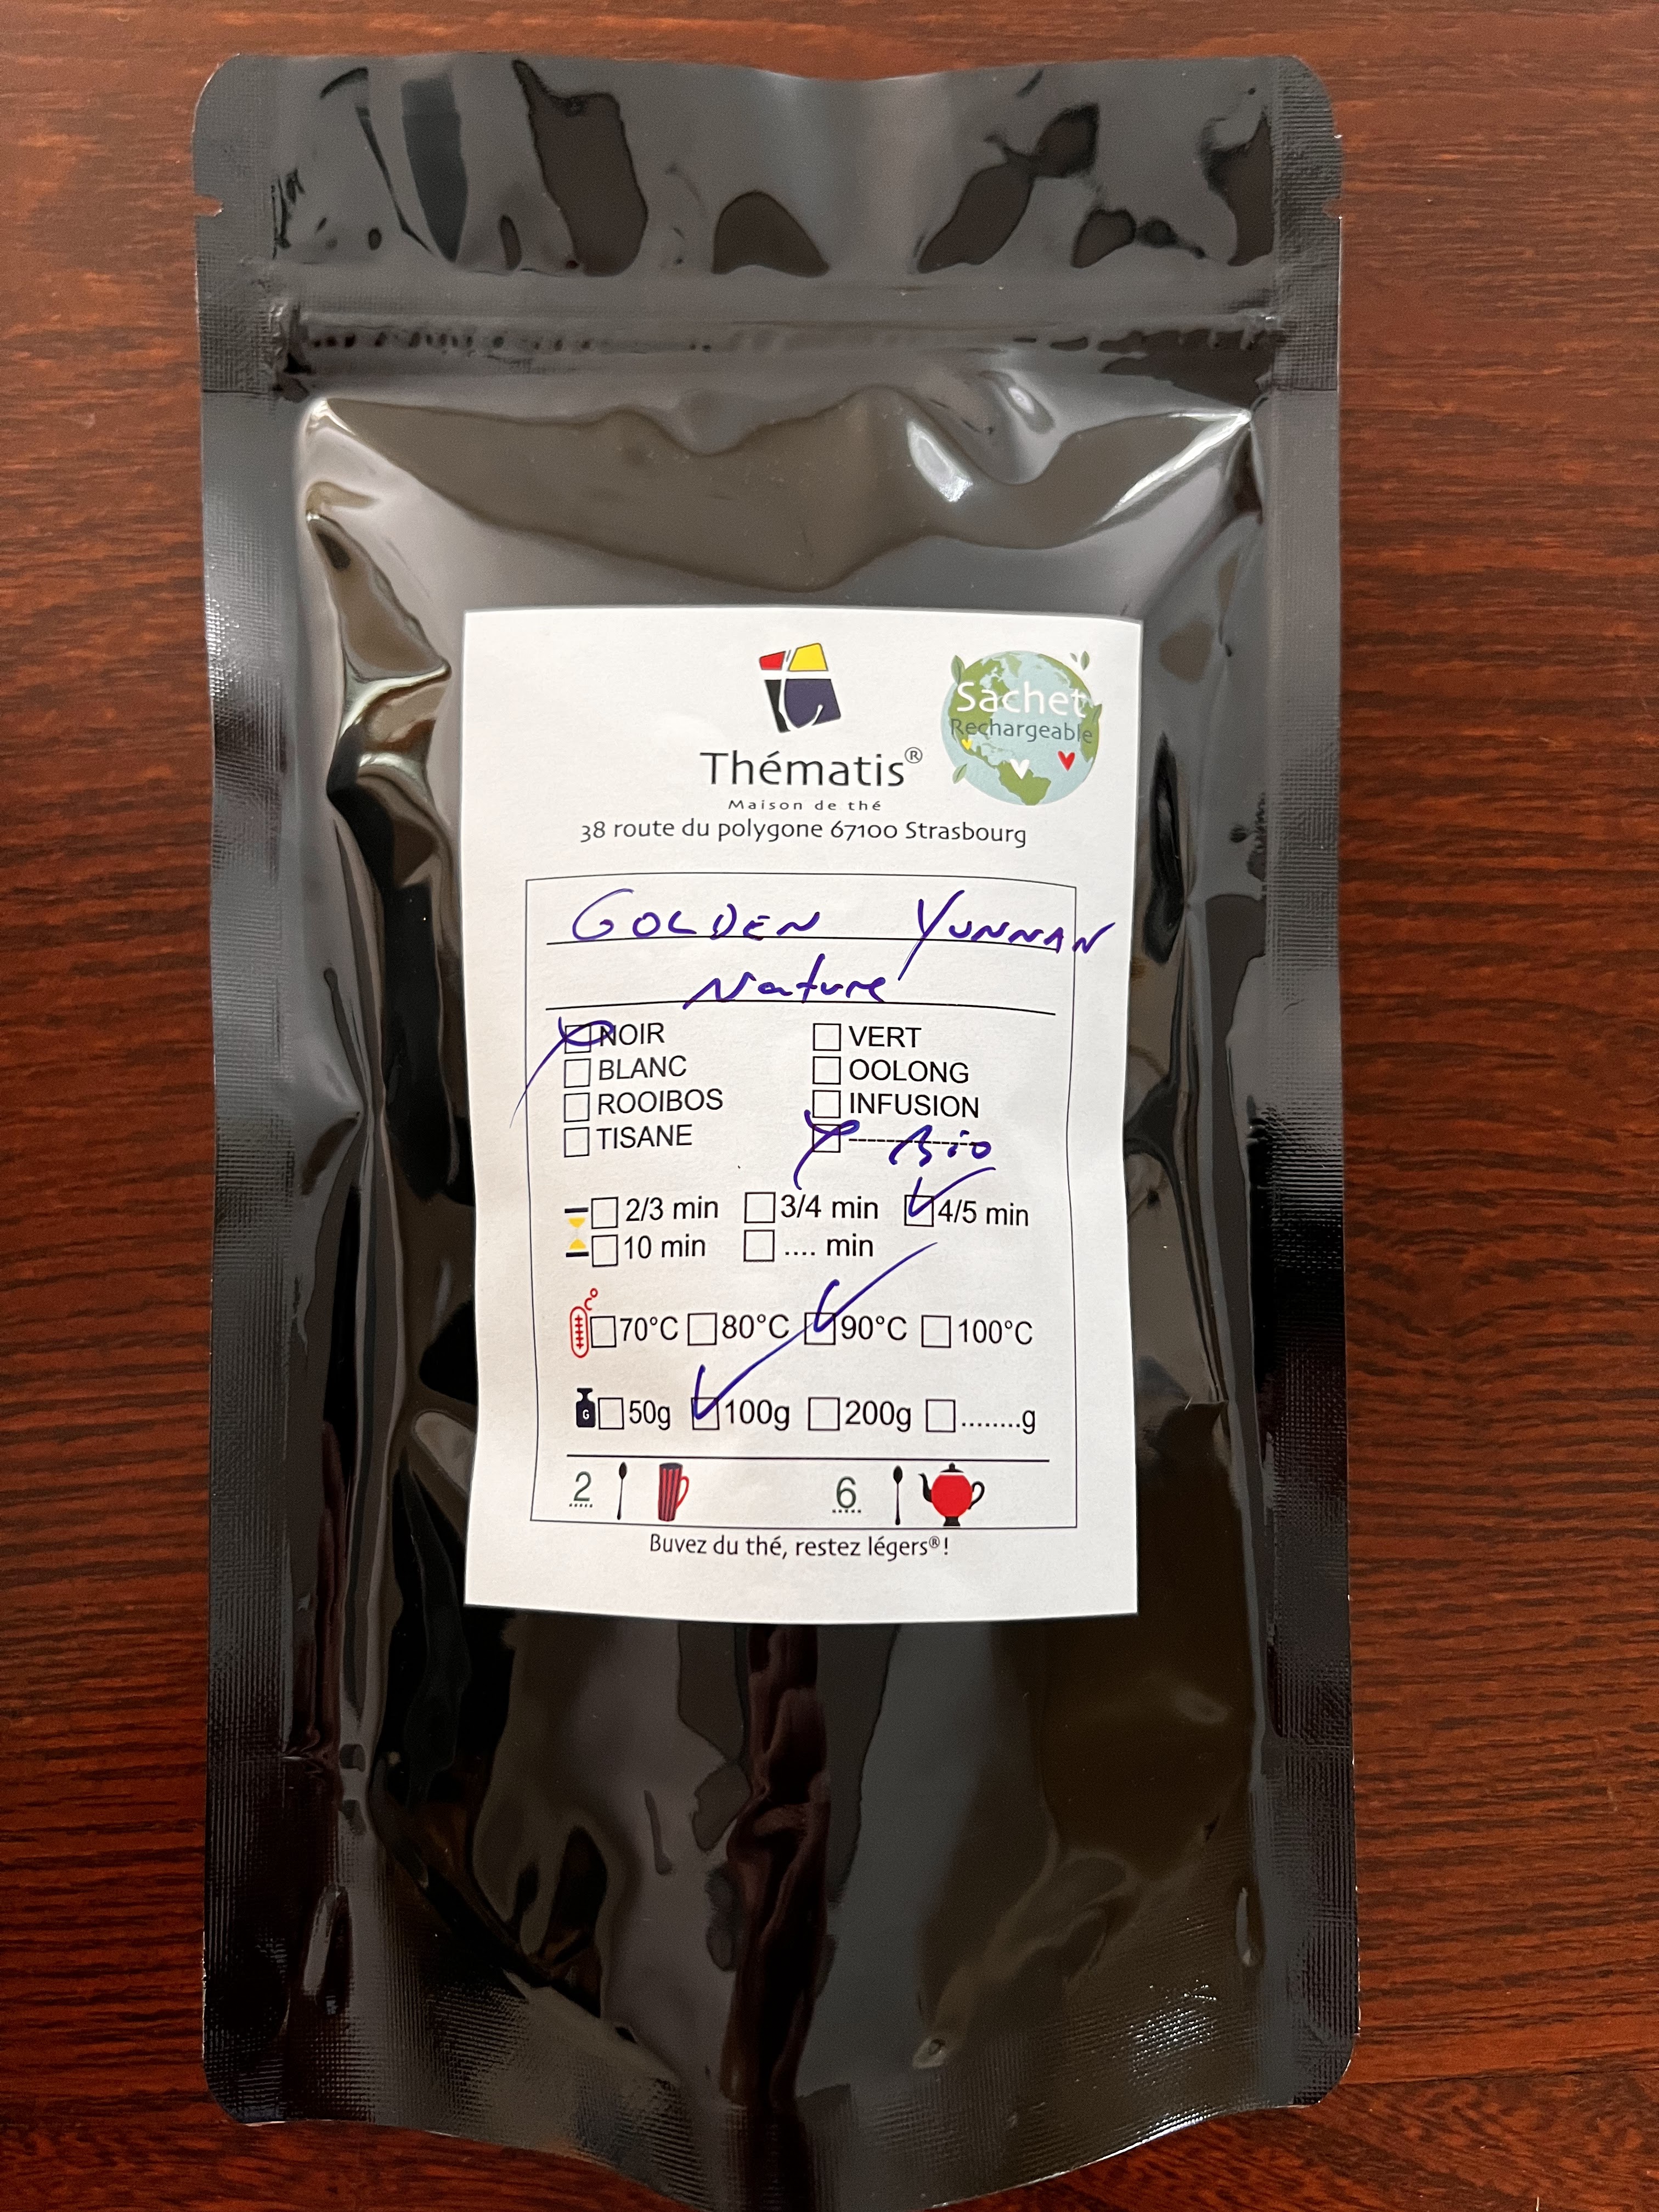 Thématis®
Maison de thé
38 route du polygone 67100 Strasbourg
Sachet
Rechargeable
GOLDEN YUNNAN
Nature
NOIR VERT
BLANC OOLONG
ROOIBOS INFUSION
TISANE Bio
2/3 min 3/4 min 4/5 min
10 min .... min
C°
70°C 80°C 90°C 100°C
G 50g 100g 200g ........g
2 6
Buvez du thé, restez légers®!